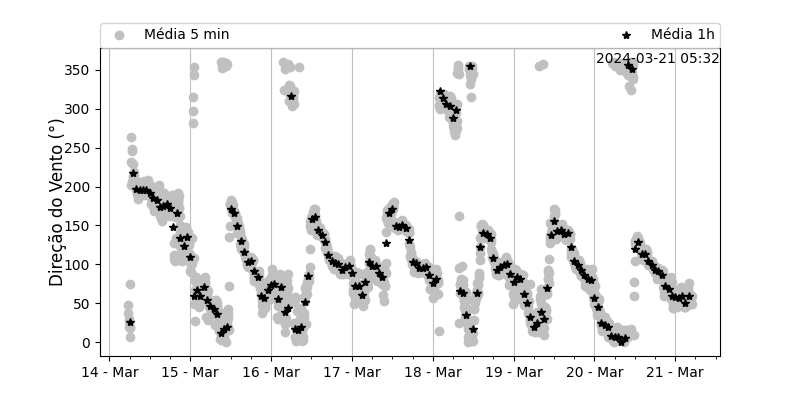 Média 5 min
Média 1h
2024-03-21 05:32
Direção do Vento (°)
350
300
250
200
150
100
50
0
14 - Mar
15 - Mar
16 - Mar
17 - Mar
18 - Mar
19 - Mar
20 - Mar
21 - Mar